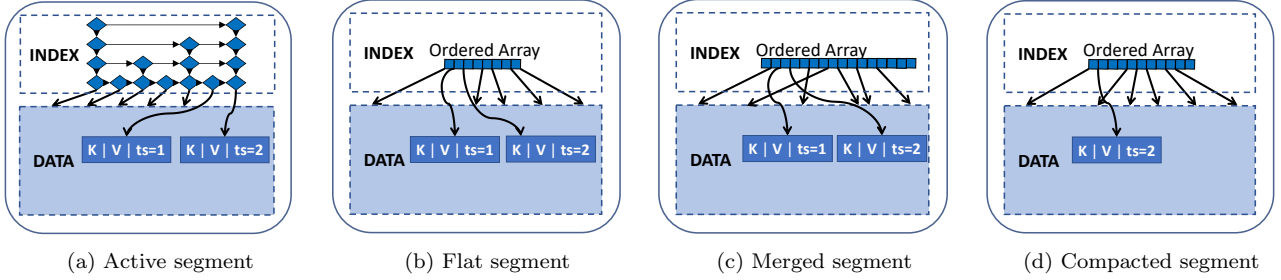 INDEX
DATA
K | V | ts=1
K | V | ts=2
(a) Active segment
INDEX
Ordered Array
DATA
K | V | ts=1
K | V | ts=2
(b) Flat segment
INDEX
Ordered Array
DATA
K | V | ts=1
K | V | ts=2
(c) Merged segment
INDEX
Ordered Array
DATA
K | V | ts=2
(d) Compacted segment